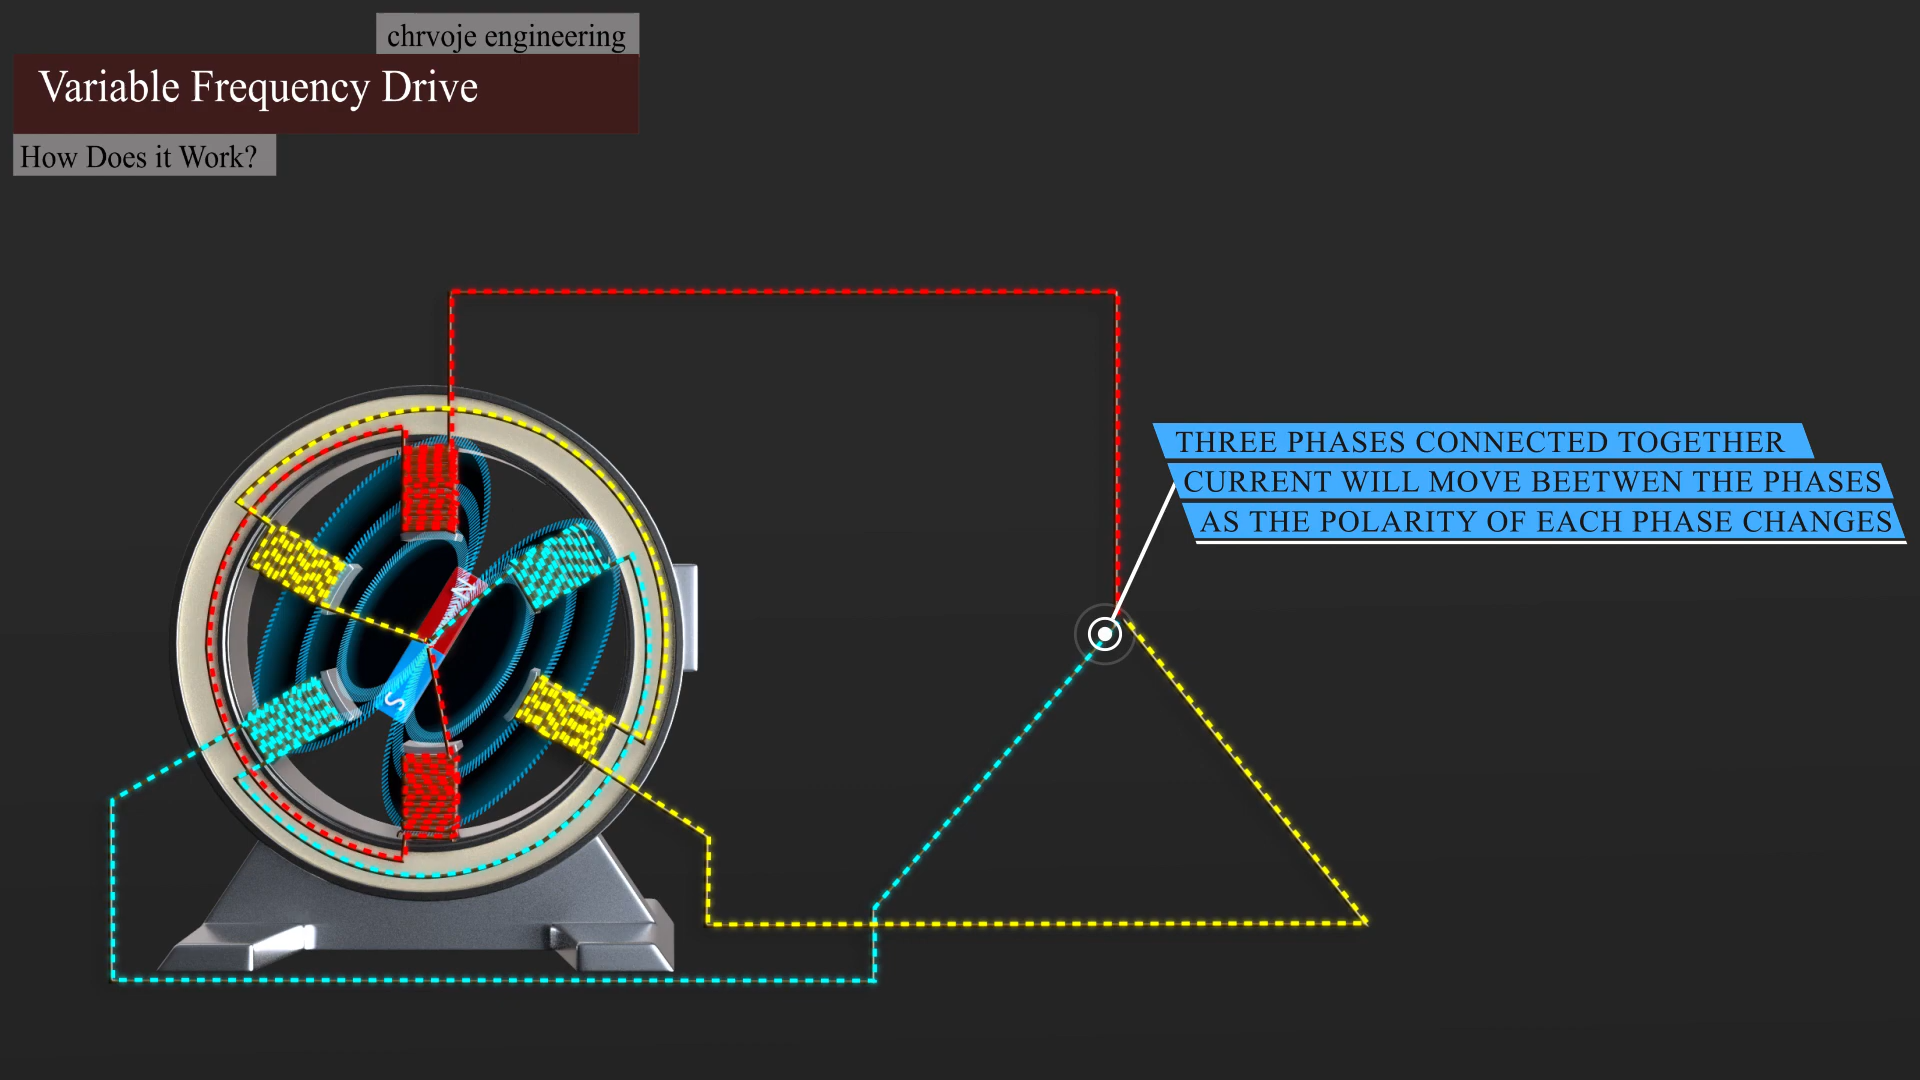 chrvoje engineering
Variable Frequency Drive
How Does it Work?
THREE PHASES CONNECTED TOGETHER
CURRENT WILL MOVE BEETWEN THE PHASES
AS THE POLARITY OF EACH PHASE CHANGES
N
S